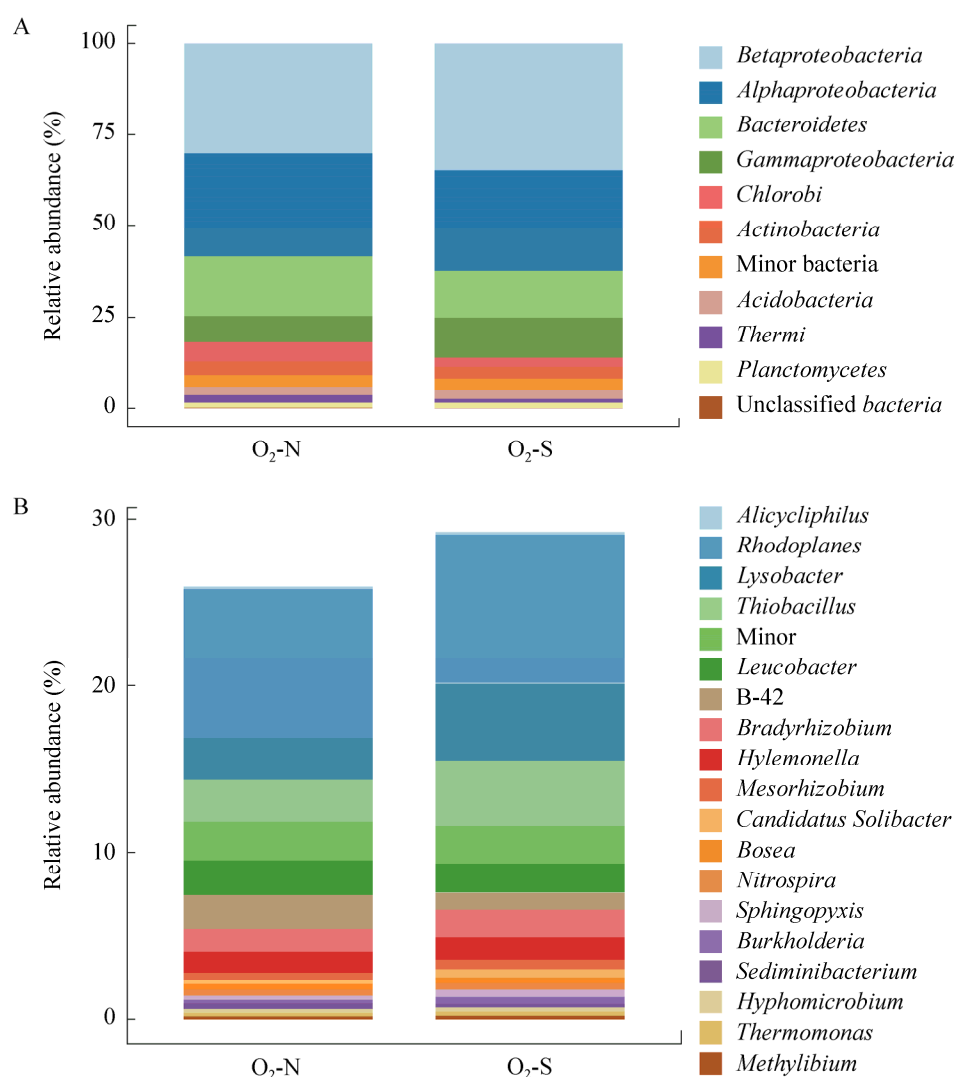 A
Relative abundance (%)
100
75
50
25
0
O₂-N
O₂-S
Betaproteobacteria
Alphaproteobacteria
Bacteroidetes
Gammaproteobacteria
Chlorobi
Actinobacteria
Minor bacteria
Acidobacteria
Thermi
Planctomycetes
Unclassified bacteria
B
Relative abundance (%)
30
20
10
0
O₂-N
O₂-S
Alicycliphilus
Rhodoplanes
Lysobacter
Thiobacillus
Minor
Leucobacter
B-42
Bradyrhizobium
Hylemonella
Mesorhizobium
Candidatus Solibacter
Bosea
Nitrospira
Sphingopyxis
Burkholderia
Sediminibacterium
Hyphomicrobium
Thermomonas
Methylibium